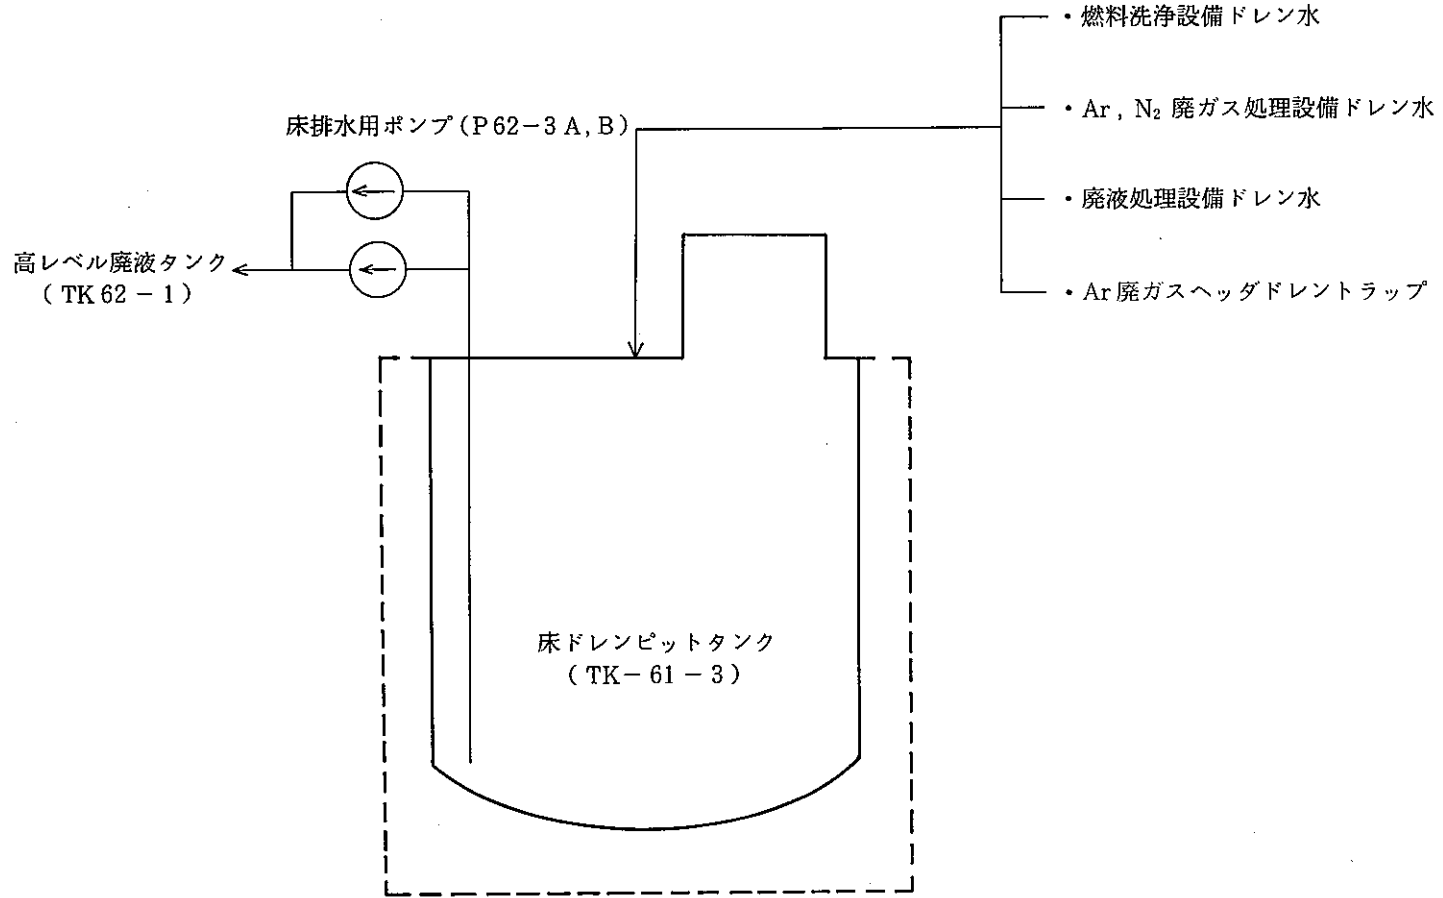 ・燃料洗浄設備ドレン水
・Ar, N₂ 廃ガス処理設備ドレン水
床排水用ポンプ(P62-3 A, B)
・廃液処理設備ドレン水
高レベル廃液タンク
(TK62-1)
・Ar廃ガスヘッダドレントラップ
床ドレンピットタンク
(TK-61-3)